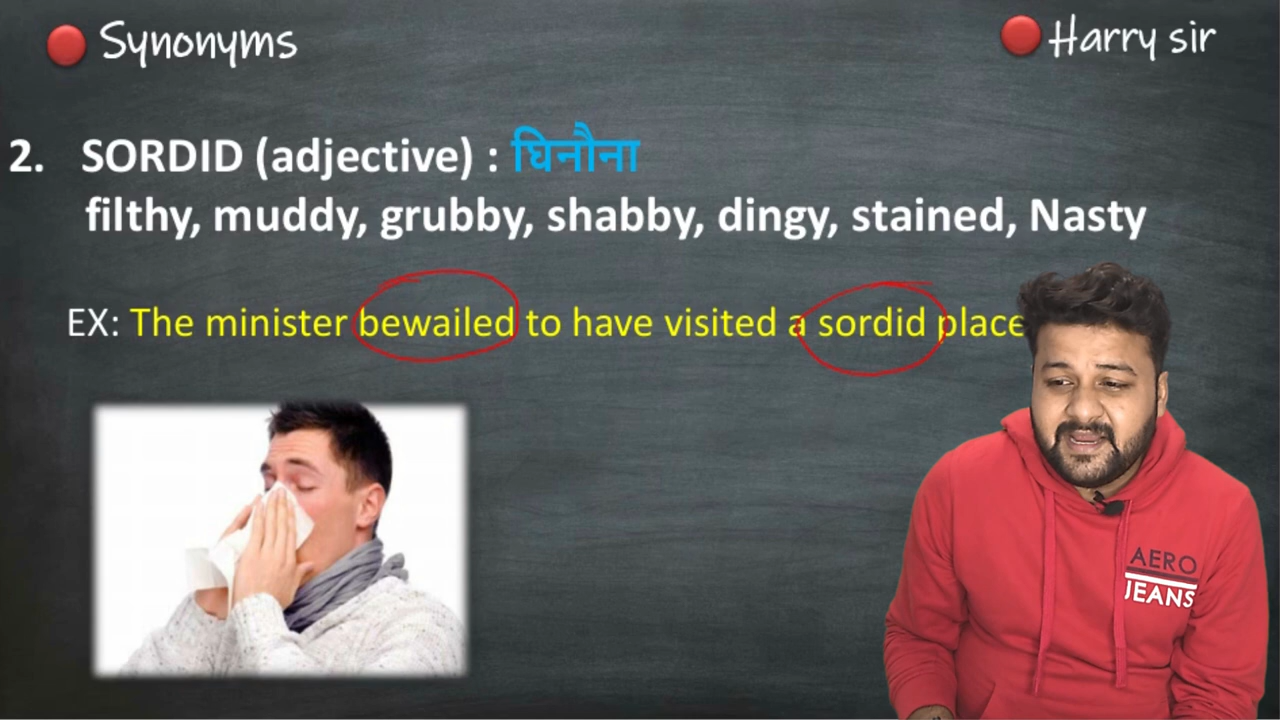 Synonyms
Harry sir
2. SORDID (adjective) : घिनौना
filthy, muddy, grubby, shabby, dingy, stained, Nasty
EX: The minister bewailed to have visited a sordid place
AERO
JEANS